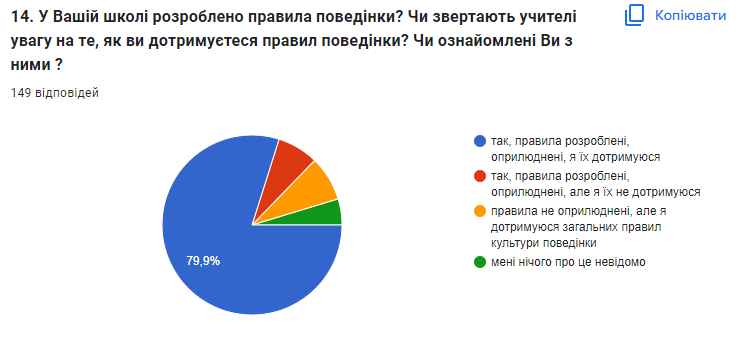 14. У Вашій школі розроблено правила поведінки? Чи звертають учителі
увагу на те, як ви дотримуєтеся правил поведінки? Чи ознайомлені Ви з
ними ?
Копіювати
149 відповідей
так, правила розроблені,
оприлюднені, я їх дотримуюся
так, правила розроблені,
оприлюднені, але я їх не дотримуюся
правила не оприлюднені, але я
дотримуюся загальних правил
культури поведінки
мені нічого про це невідомо
79,9%